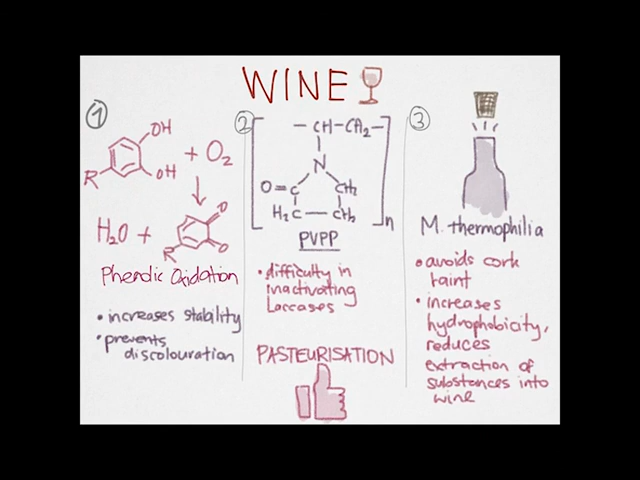 WINE
1
OH
OH
+ O2
R
H2O +
O
O
R
Phenolic Oxidation
• increases stability
• prevents
discolouration
2
—CH—CH2—
N
O=C
CH2
H2C—CH2
n
PVPP
• difficulty in
inactivating
Laccases
PASTEURISATION
3
M. thermophilia
• avoids cork
taint
• increases
hydrophobicity,
reduces
extraction of
substances into
wine